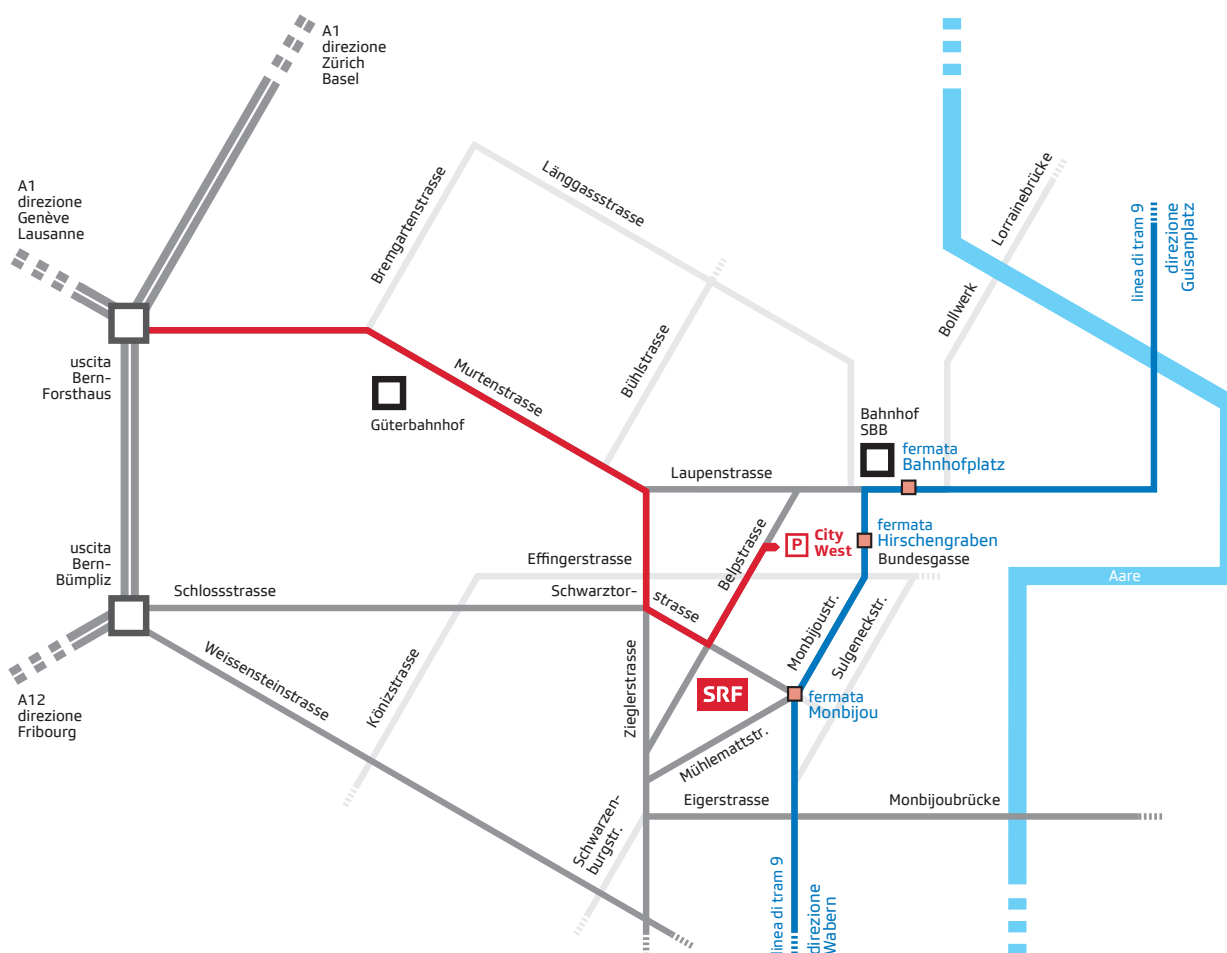 A1
direzione
Zürich
Basel
A1
direzione
Genève
Lausanne
Bremgartenstrasse
Länggassstrasse
Lorrainebrücke
linea di tram 9
direzione
Guisanplatz
Bollwerk
Bühlstrasse
uscita
Bern-
Forsthaus
Murtenstrasse
Güterbahnhof
Bahnhof
SBB
fermata
Bahnhofplatz
Laupenstrasse
Belpstrasse
P
City
West
fermata
Hirschengraben
Bundesgasse
uscita
Bern-
Bümpliz
Effingerstrasse
Aare
Schlossstrasse
Schwarztor-
strasse
Monbijoustr.
Sulgeneckstr.
Weissensteinstrasse
Könizstrasse
Zieglerstrasse
SRF
fermata
Monbijou
A12
direzione
Fribourg
Mühlemattstr.
Eigerstrasse
Monbijoubrücke
Schwarzen-
burgstr.
linea di tram 9
direzione
Wabern